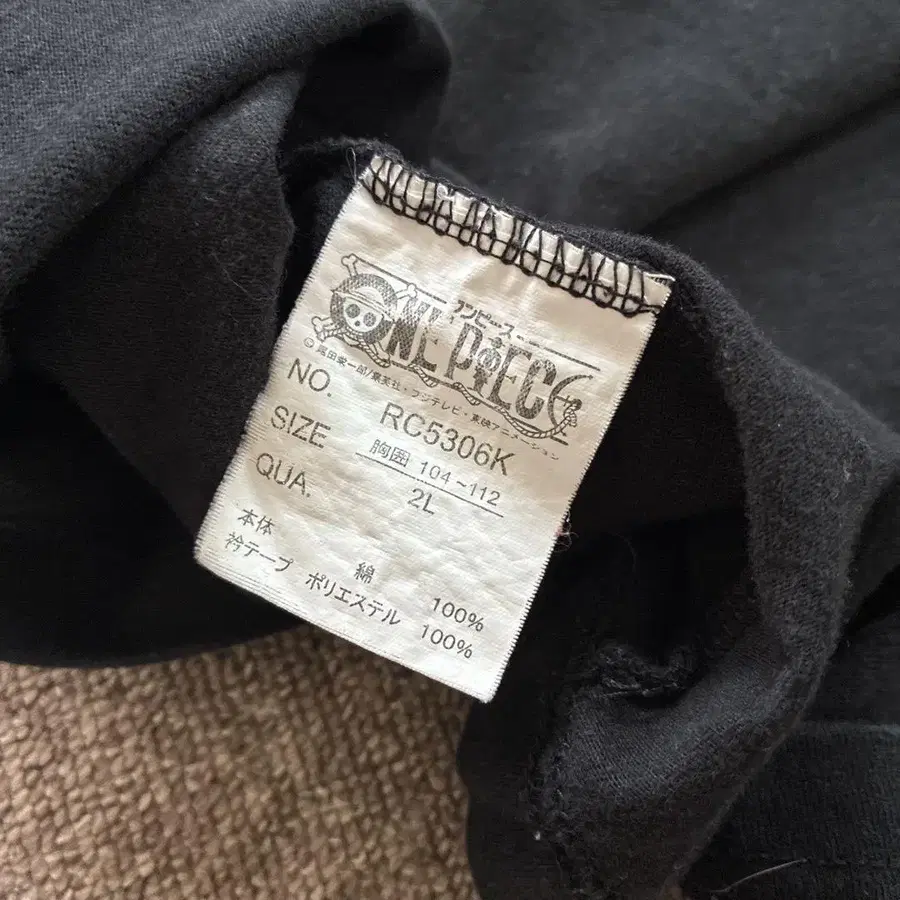 ワンピース
ONE PIECE
©尾田栄一郎/集英社・フジテレビ・東映アニメーション
NO. RC5306K
SIZE 胸囲 104~112
2L
QUA.
本体 綿 100%
衿テープ ポリエステル 100%